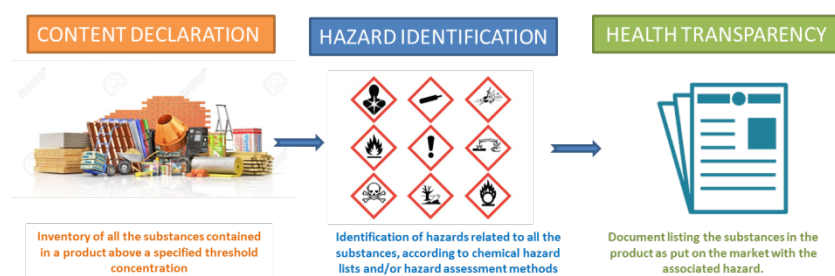 CONTENT DECLARATION
HAZARD IDENTIFICATION
HEALTH TRANSPARENCY
Inventory of all the substances contained
in a product above a specified threshold
concentration
Identification of hazards related to all the
substances, according to chemical hazard
lists and/or hazard assessment methods
Document listing the substances in the
product as put on the market with the
associated hazard.